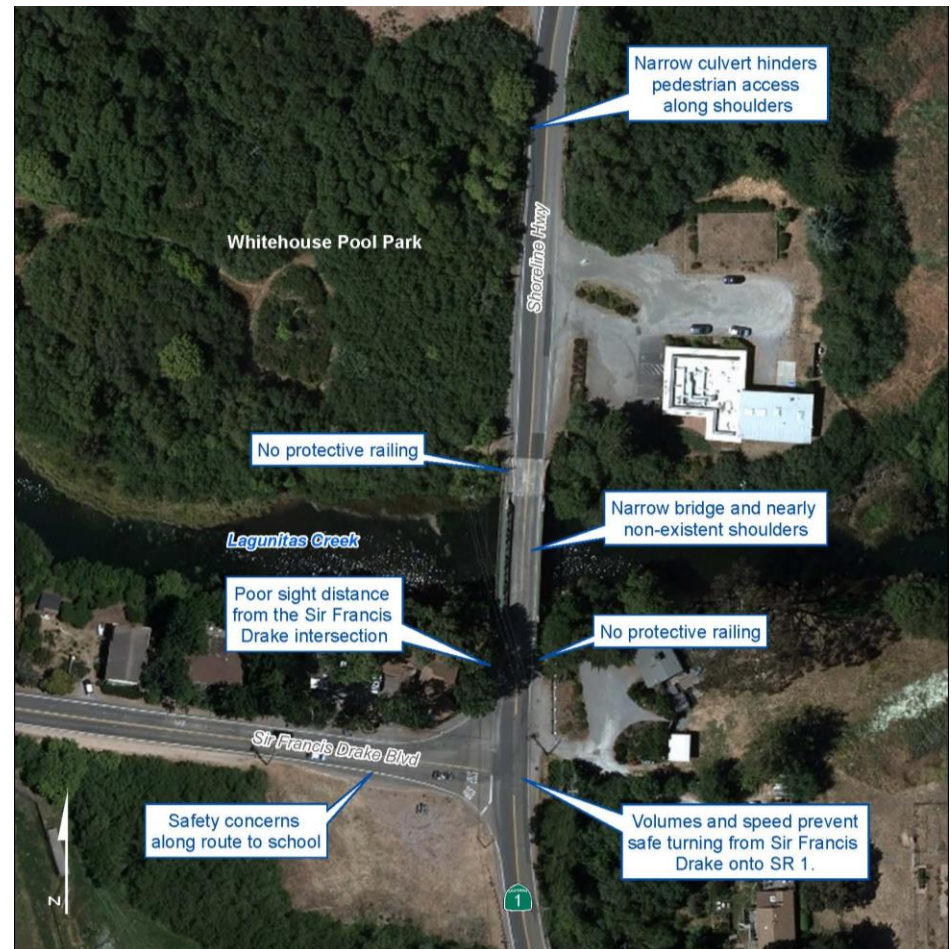 Narrow culvert hinders
pedestrian access
along shoulders
Whitehouse Pool Park
Shoreline Hwy
No protective railing
Narrow bridge and nearly
non-existent shoulders
Lagunitas Creek
Poor sight distance
from the Sir Francis
Drake intersection
No protective railing
Sir Francis Drake Blvd
Safety concerns
along route to school
Volumes and speed prevent
safe turning from Sir Francis
Drake onto SR 1.
N
1